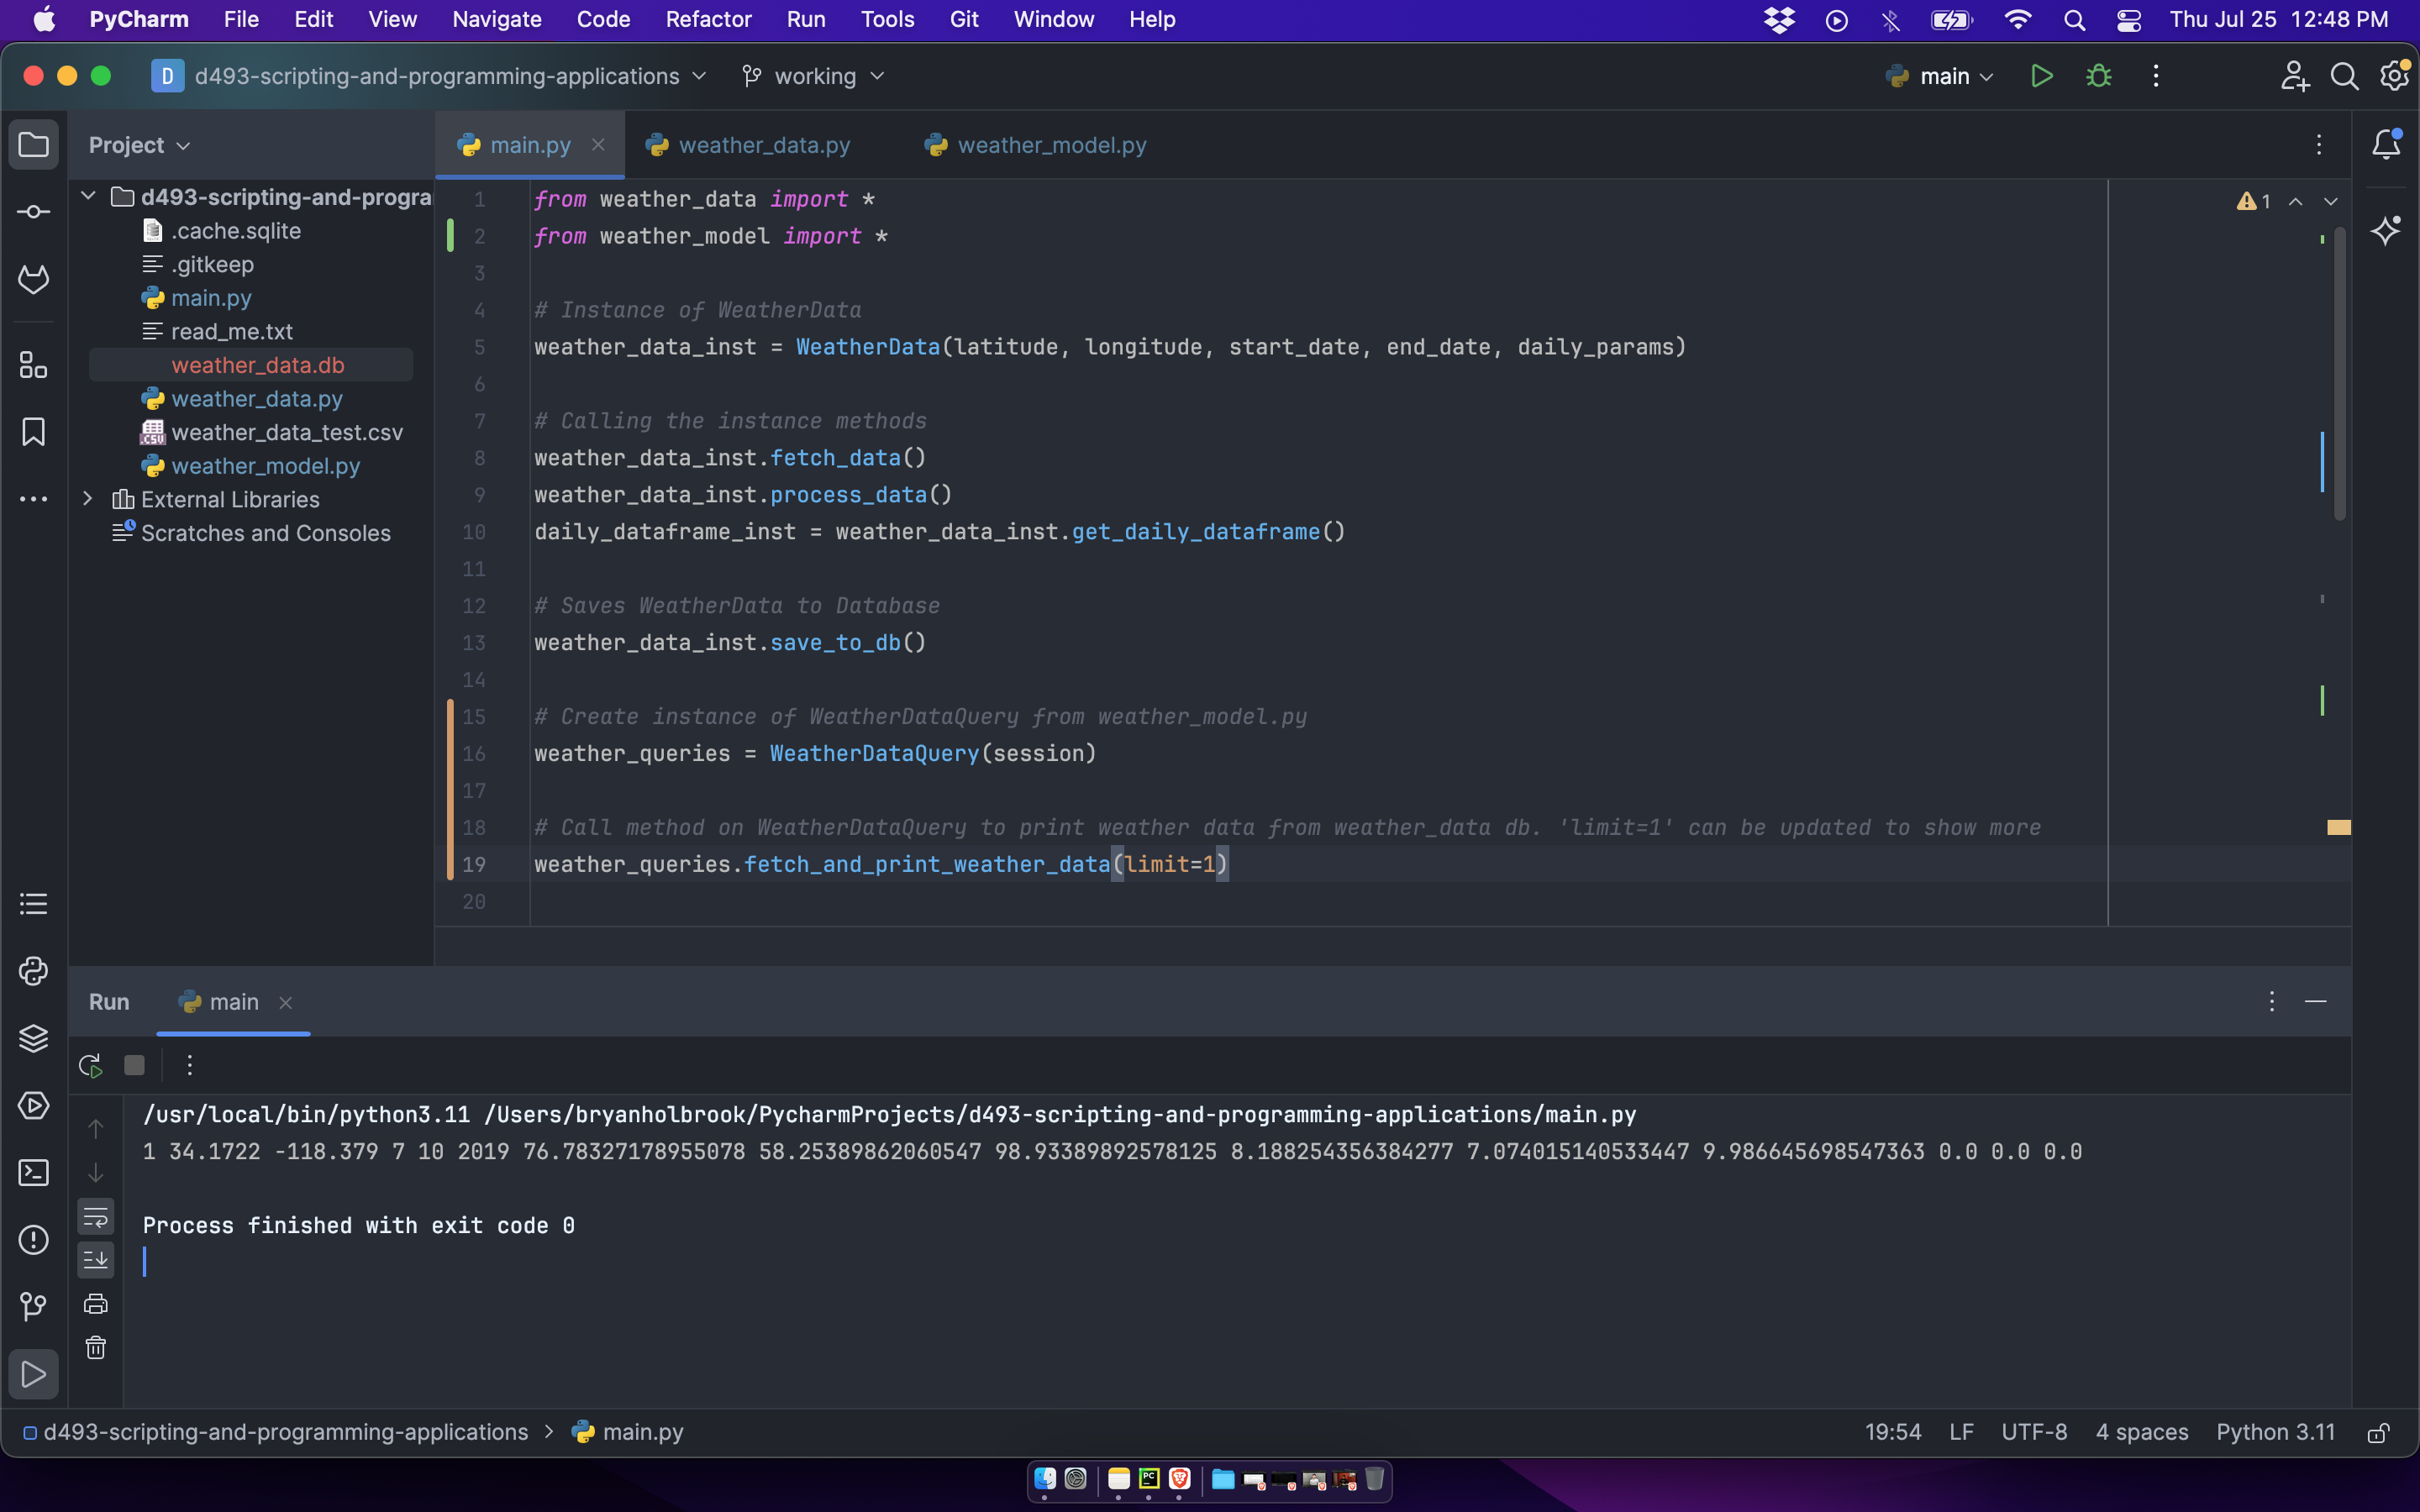 PyCharm File Edit View Navigate Code Refactor Run Tools Git Window Help Thu Jul 25 12:48 PM
D d493-scripting-and-programming-applications working main
Project
main.py weather_data.py weather_model.py
d493-scripting-and-progra
.cache.sqlite
.gitkeep
main.py
read_me.txt
weather_data.db
weather_data.py
weather_data_test.csv
weather_model.py
External Libraries
Scratches and Consoles
1
1 from weather_data import *
2 from weather_model import *
3
4 # Instance of WeatherData
5 weather_data_inst = WeatherData(latitude, longitude, start_date, end_date, daily_params)
6
7 # Calling the instance methods
8 weather_data_inst.fetch_data()
9 weather_data_inst.process_data()
10 daily_dataframe_inst = weather_data_inst.get_daily_dataframe()
11
12 # Saves WeatherData to Database
13 weather_data_inst.save_to_db()
14
15 # Create instance of WeatherDataQuery from weather_model.py
16 weather_queries = WeatherDataQuery(session)
17
18 # Call method on WeatherDataQuery to print weather data from weather_data db. 'limit=1' can be updated to show more
19 weather_queries.fetch_and_print_weather_data(limit=1)
20
Run main
/usr/local/bin/python3.11 /Users/bryanholbrook/PycharmProjects/d493-scripting-and-programming-applications/main.py
1 34.1722 -118.379 7 10 2019 76.78327178955078 58.25389862060547 98.93389892578125 8.188254356384277 7.074015140533447 9.986645698547363 0.0 0.0 0.0
Process finished with exit code 0
d493-scripting-and-programming-applications > main.py 19:54 LF UTF-8 4 spaces Python 3.11
PC